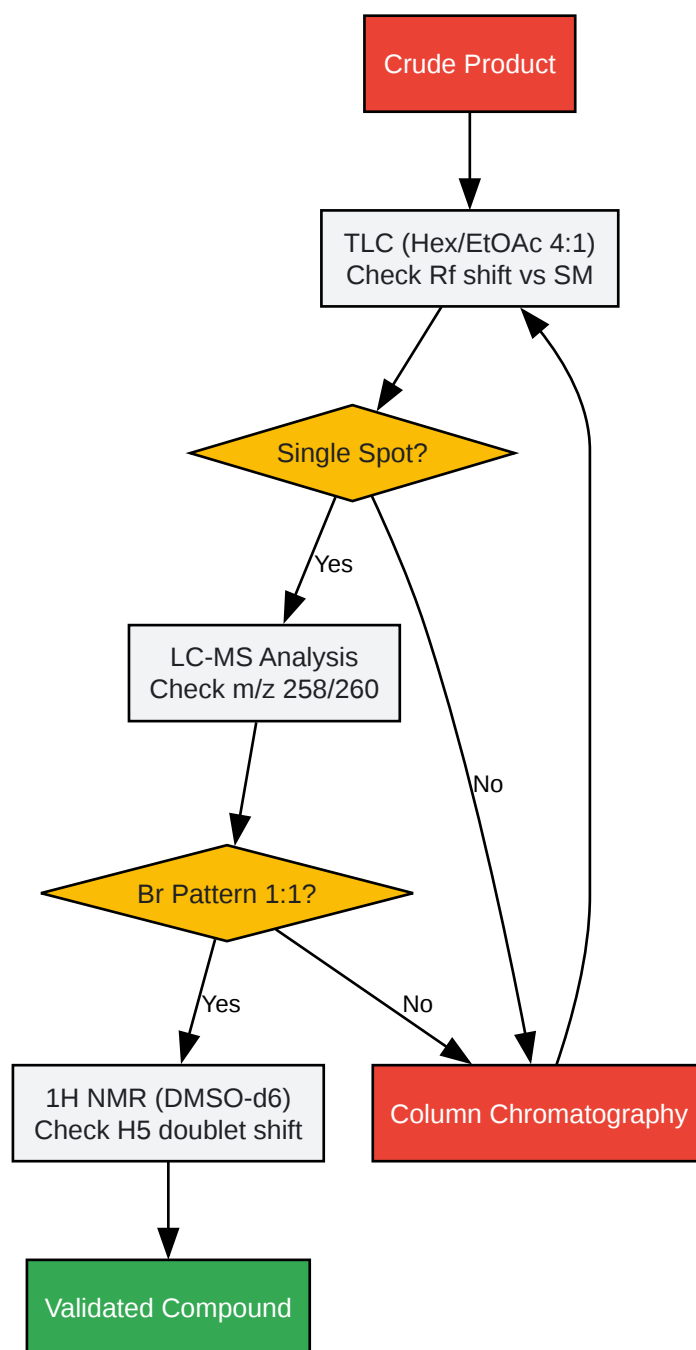 Crude Product
TLC (Hex/EtOAc 4:1)
Check Rf shift vs SM
Single Spot?
Yes
LC-MS Analysis
Check m/z 258/260
No
Br Pattern 1:1?
Yes
No
1H NMR (DMSO-d6)
Check H5 doublet shift
Column Chromatography
Validated Compound